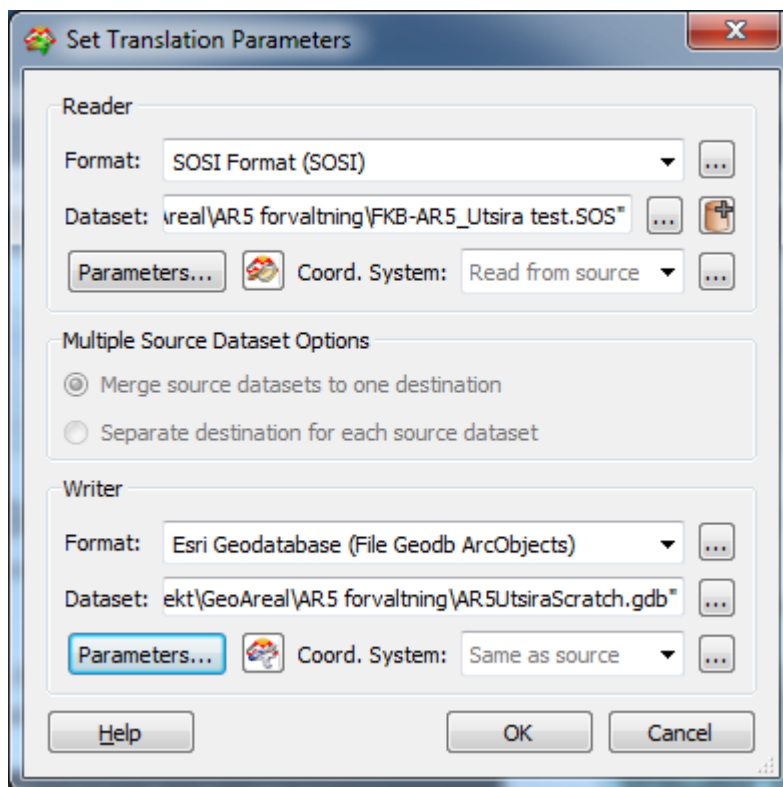 Set Translation Parameters
Reader
Format: SOSI Format (SOSI) ...
Dataset: \real\AR5 forvaltning\FKB-AR5_Utsira test.SOS" ...
Parameters... Coord. System: Read from source ...
Multiple Source Dataset Options
Merge source datasets to one destination
Separate destination for each source dataset
Writer
Format: Esri Geodatabase (File Geodb ArcObjects) ...
Dataset: ekt\GeoAreal\AR5 forvaltning\AR5UtsiraScratch.gdb" ...
Parameters... Coord. System: Same as source ...
Help OK Cancel